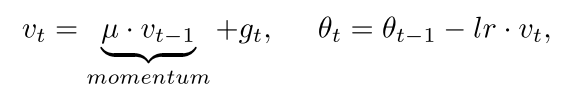 v_t = μ · v_{t−1} + g_t, θ_t = θ_{t−1} − lr · v_t,
momentum